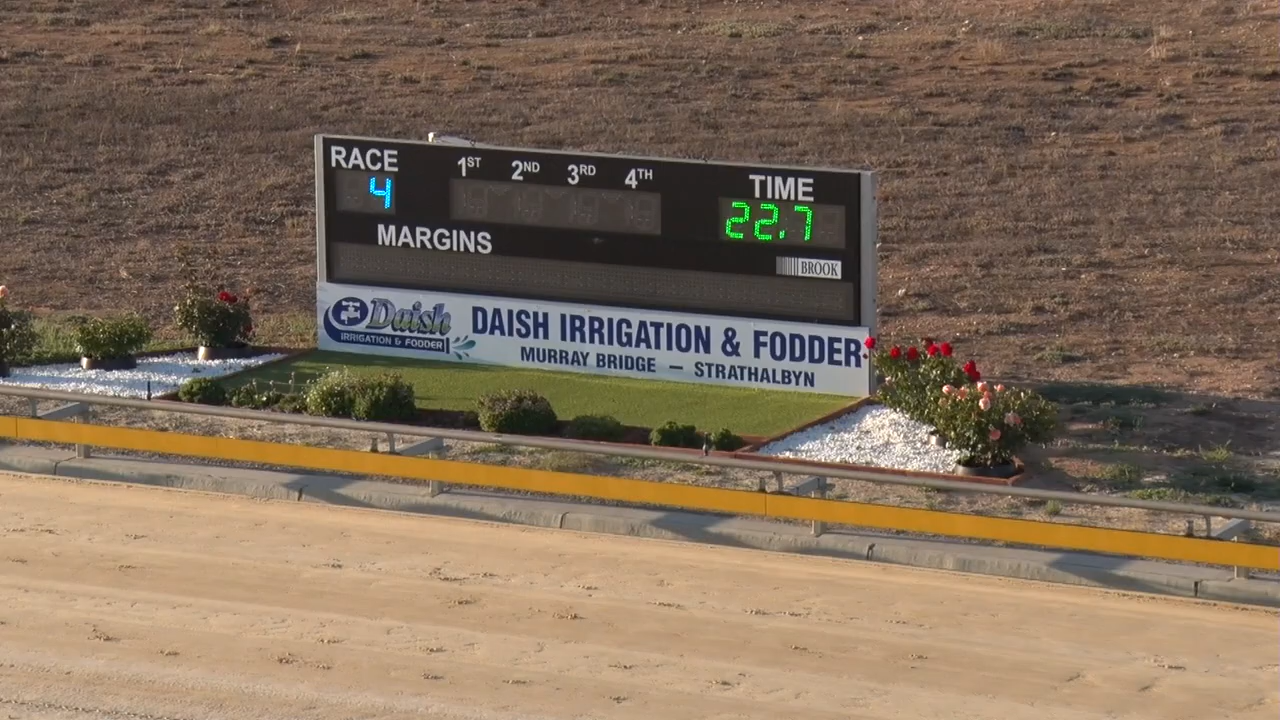 RACE 1ST 2ND 3RD 4TH TIME
4 22.7
MARGINS
BROOK
Daish
IRRIGATION & FODDER
DAISH IRRIGATION & FODDER
MURRAY BRIDGE – STRATHALBYN